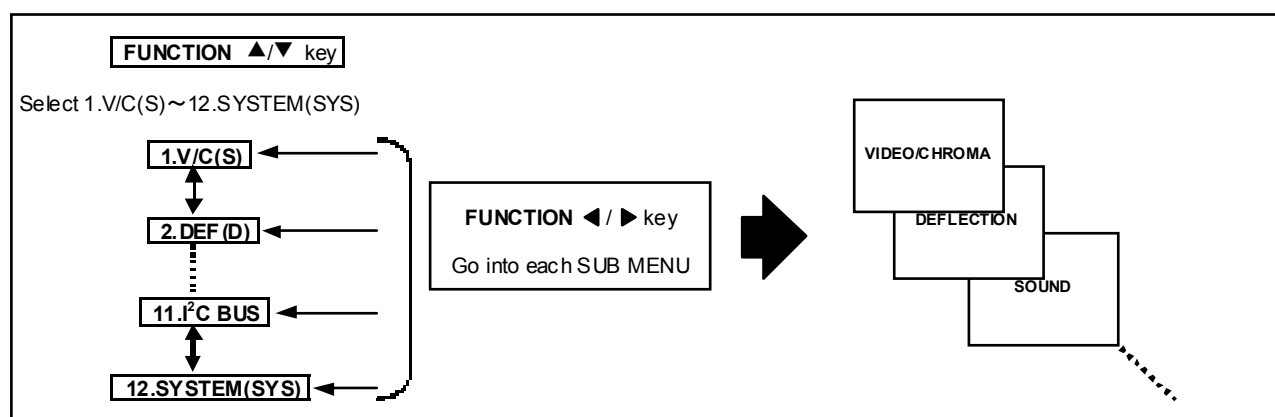 FUNCTION ▲/▼ key
Select 1.V/C(S)～12.SYSTEM(SYS)
1.V/C(S)
2.DEF(D)
11.I²C BUS
12.SYSTEM(SYS)
FUNCTION ◀ / ▶ key
Go into each SUB MENU
VIDEO/CHROMA
DEFLECTION
SOUND